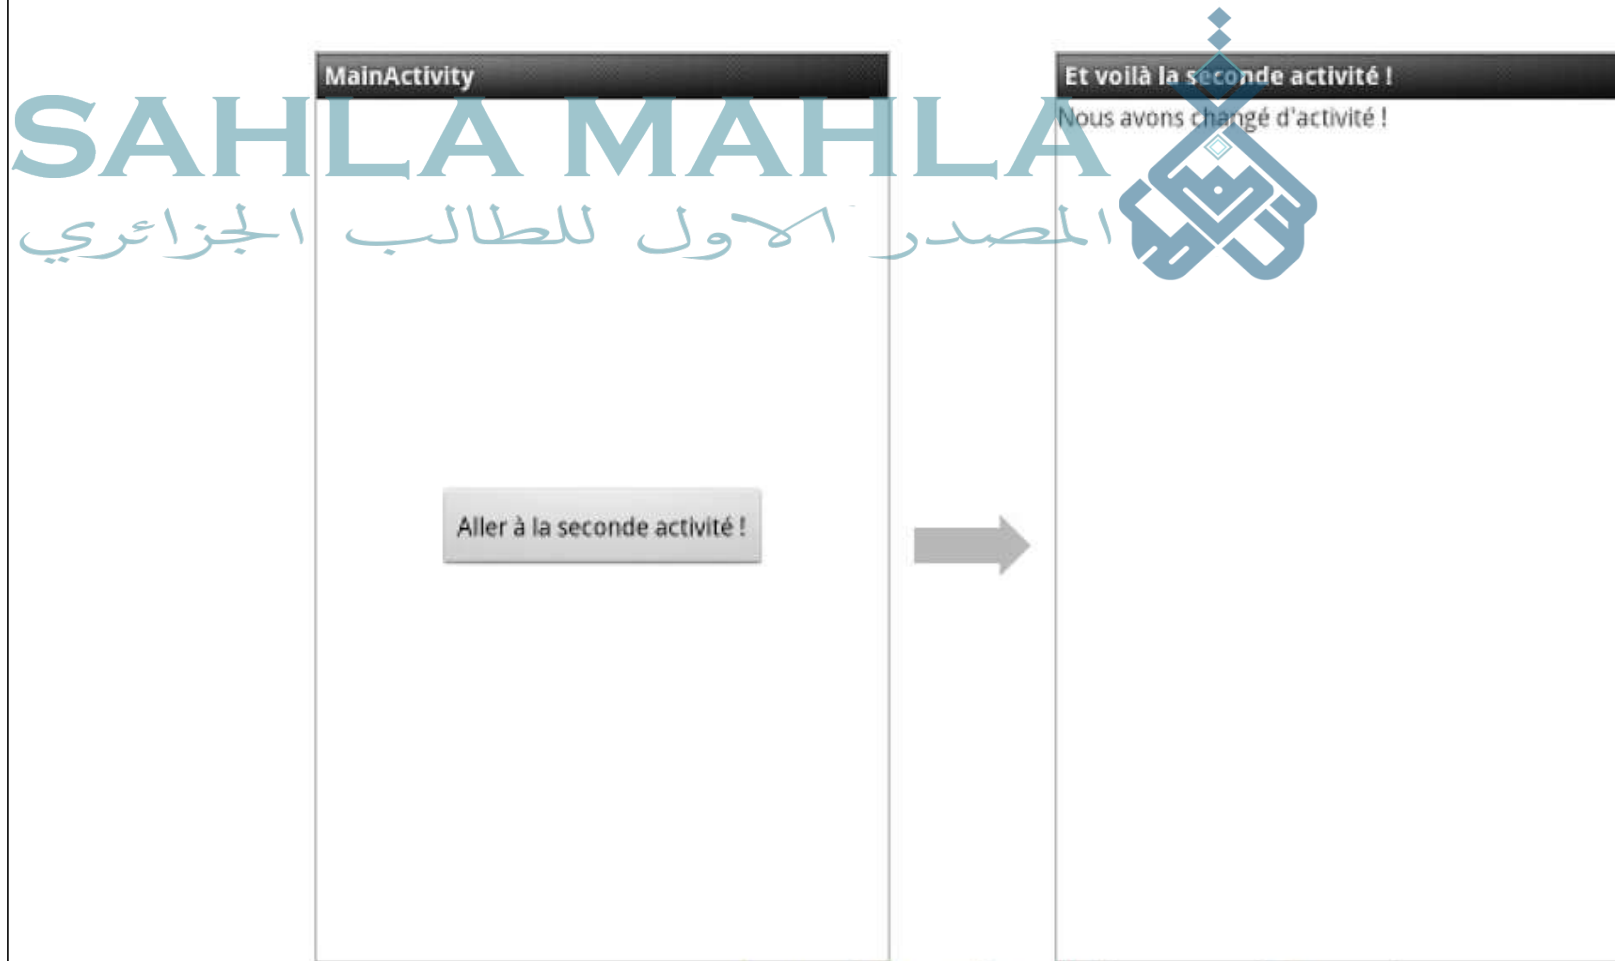 MainActivity
Et voilà la seconde activité !
Nous avons changé d'activité !
SAHLA MAHLA
المصدر الاول للطالب الجزائري
Aller à la seconde activité !